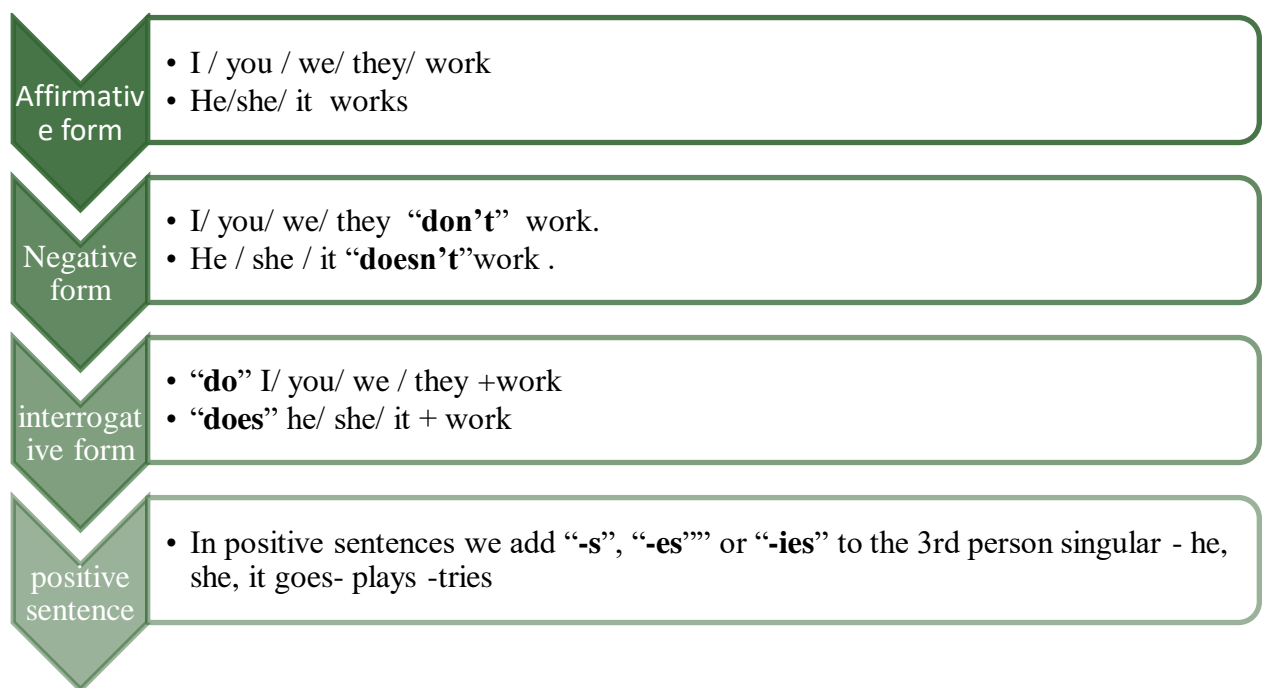 Affirmativ
e form
• I / you / we/ they/ work
• He/she/ it  works
Negative
form
• I/ you/ we/ they  “don’t”  work.
• He / she / it “doesn’t”work .
interrogat
ive form
• “do” I/ you/ we / they +work
• “does” he/ she/ it + work
positive
sentence
• In positive sentences we add “-s”, “-es”” or “-ies” to the 3rd person singular - he,
she, it goes- plays -tries